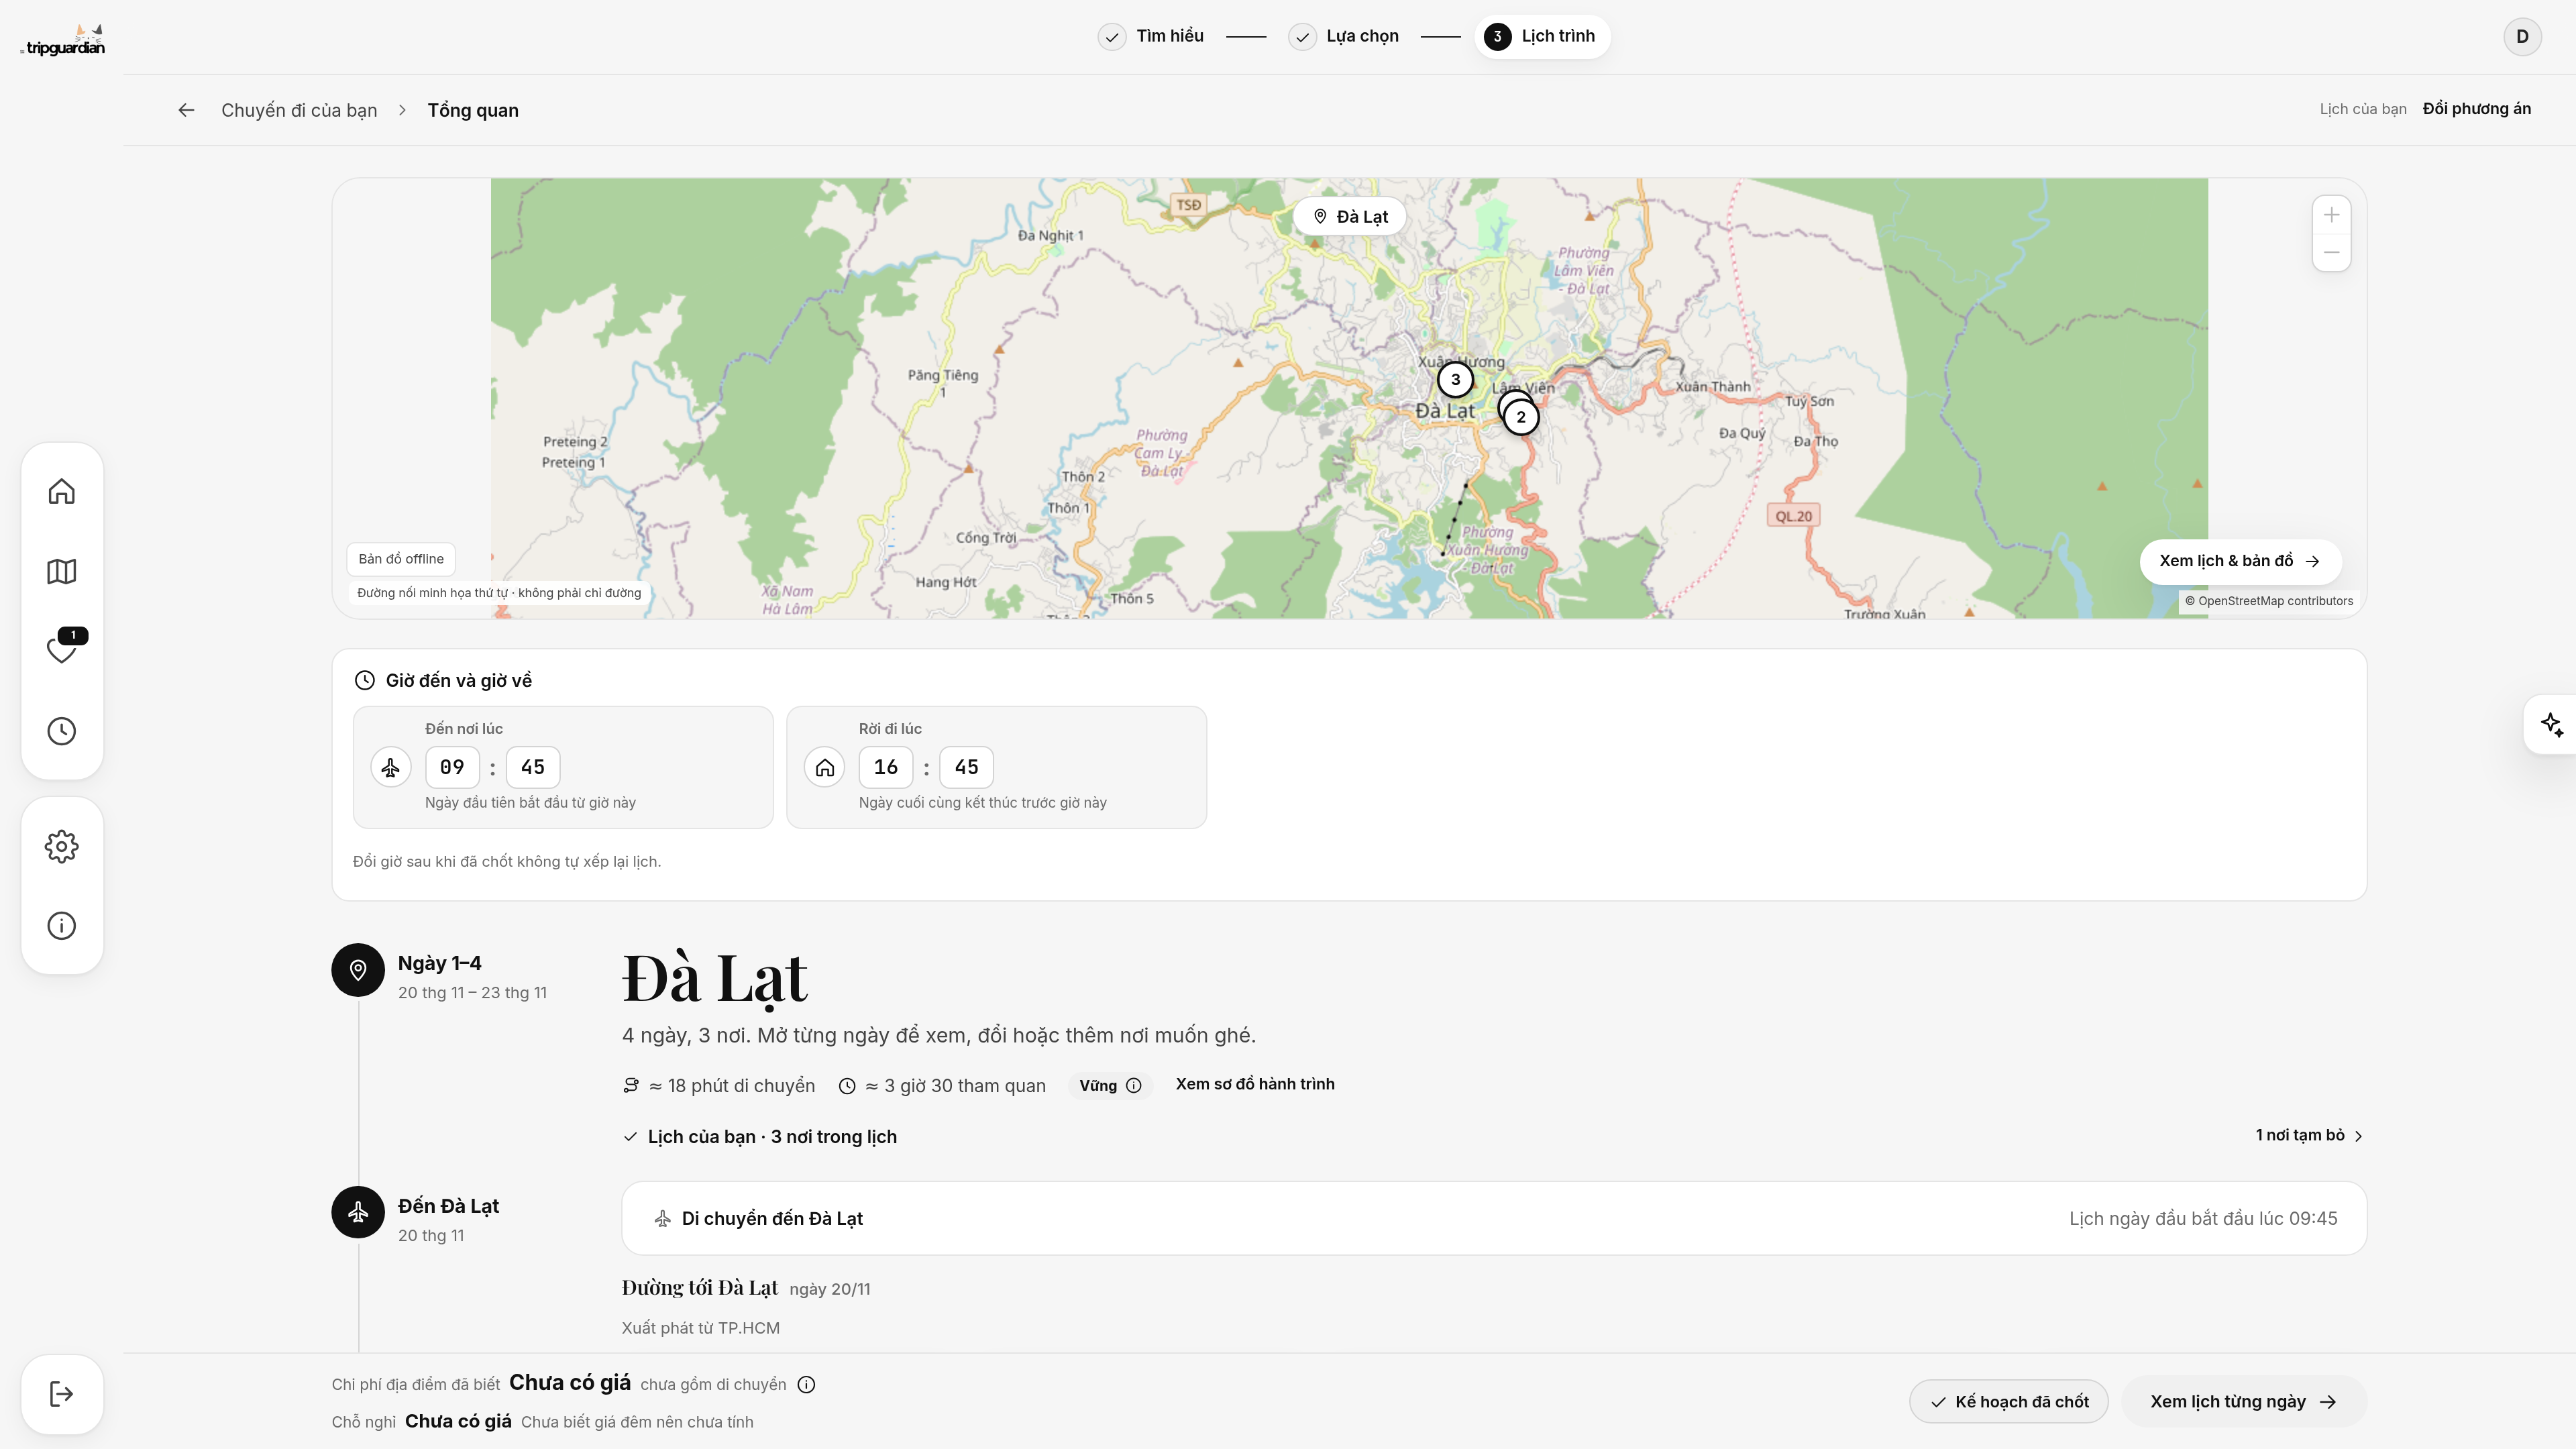 tripguardian
Tìm hiểu
Lựa chọn
3 Lịch trình
D
Chuyến đi của bạn
Tổng quan
Lịch của bạn
Đổi phương án
TSĐ
Đà Lạt
Đa Nghịt 1
Phường
Lâm Viên
- Đà Lạt
Păng Tiêng
1
Xuân Hương
3
Lâm Viên
Đà Lạt
2
Xuân Thành
Tuý Sơn
Đa Quý
Đa Thọ
Preteing 2
Preteing 1
Phường
Cam Ly -
Đà Lạt
Thôn 2
Thôn 1
QL.20
Cổng Trời
Phường
Xuân Hương
- Đà Lạt
Bản đồ offline
Xem lịch & bản đồ
Hang Hớt
Đường nối minh họa thứ tự · không phải chỉ đường
Xã Nam
Hà Lâm
Thôn 5
Trường Xuân
© OpenStreetMap contributors
1
Giờ đến và giờ về
Đến nơi lúc
09 : 45
Ngày đầu tiên bắt đầu từ giờ này
Rời đi lúc
16 : 45
Ngày cuối cùng kết thúc trước giờ này
Đổi giờ sau khi đã chốt không tự xếp lại lịch.
Ngày 1–4
20 thg 11 – 23 thg 11
Đà Lạt
4 ngày, 3 nơi. Mở từng ngày để xem, đổi hoặc thêm nơi muốn ghé.
≈ 18 phút di chuyển
≈ 3 giờ 30 tham quan
Vững
Xem sơ đồ hành trình
Lịch của bạn · 3 nơi trong lịch
1 nơi tạm bỏ
Đến Đà Lạt
20 thg 11
Di chuyển đến Đà Lạt
Lịch ngày đầu bắt đầu lúc 09:45
Đường tới Đà Lạt ngày 20/11
Xuất phát từ TP.HCM
Chi phí địa điểm đã biết Chưa có giá chưa gồm di chuyển
Chỗ nghỉ Chưa có giá Chưa biết giá đêm nên chưa tính
Kế hoạch đã chốt
Xem lịch từng ngày